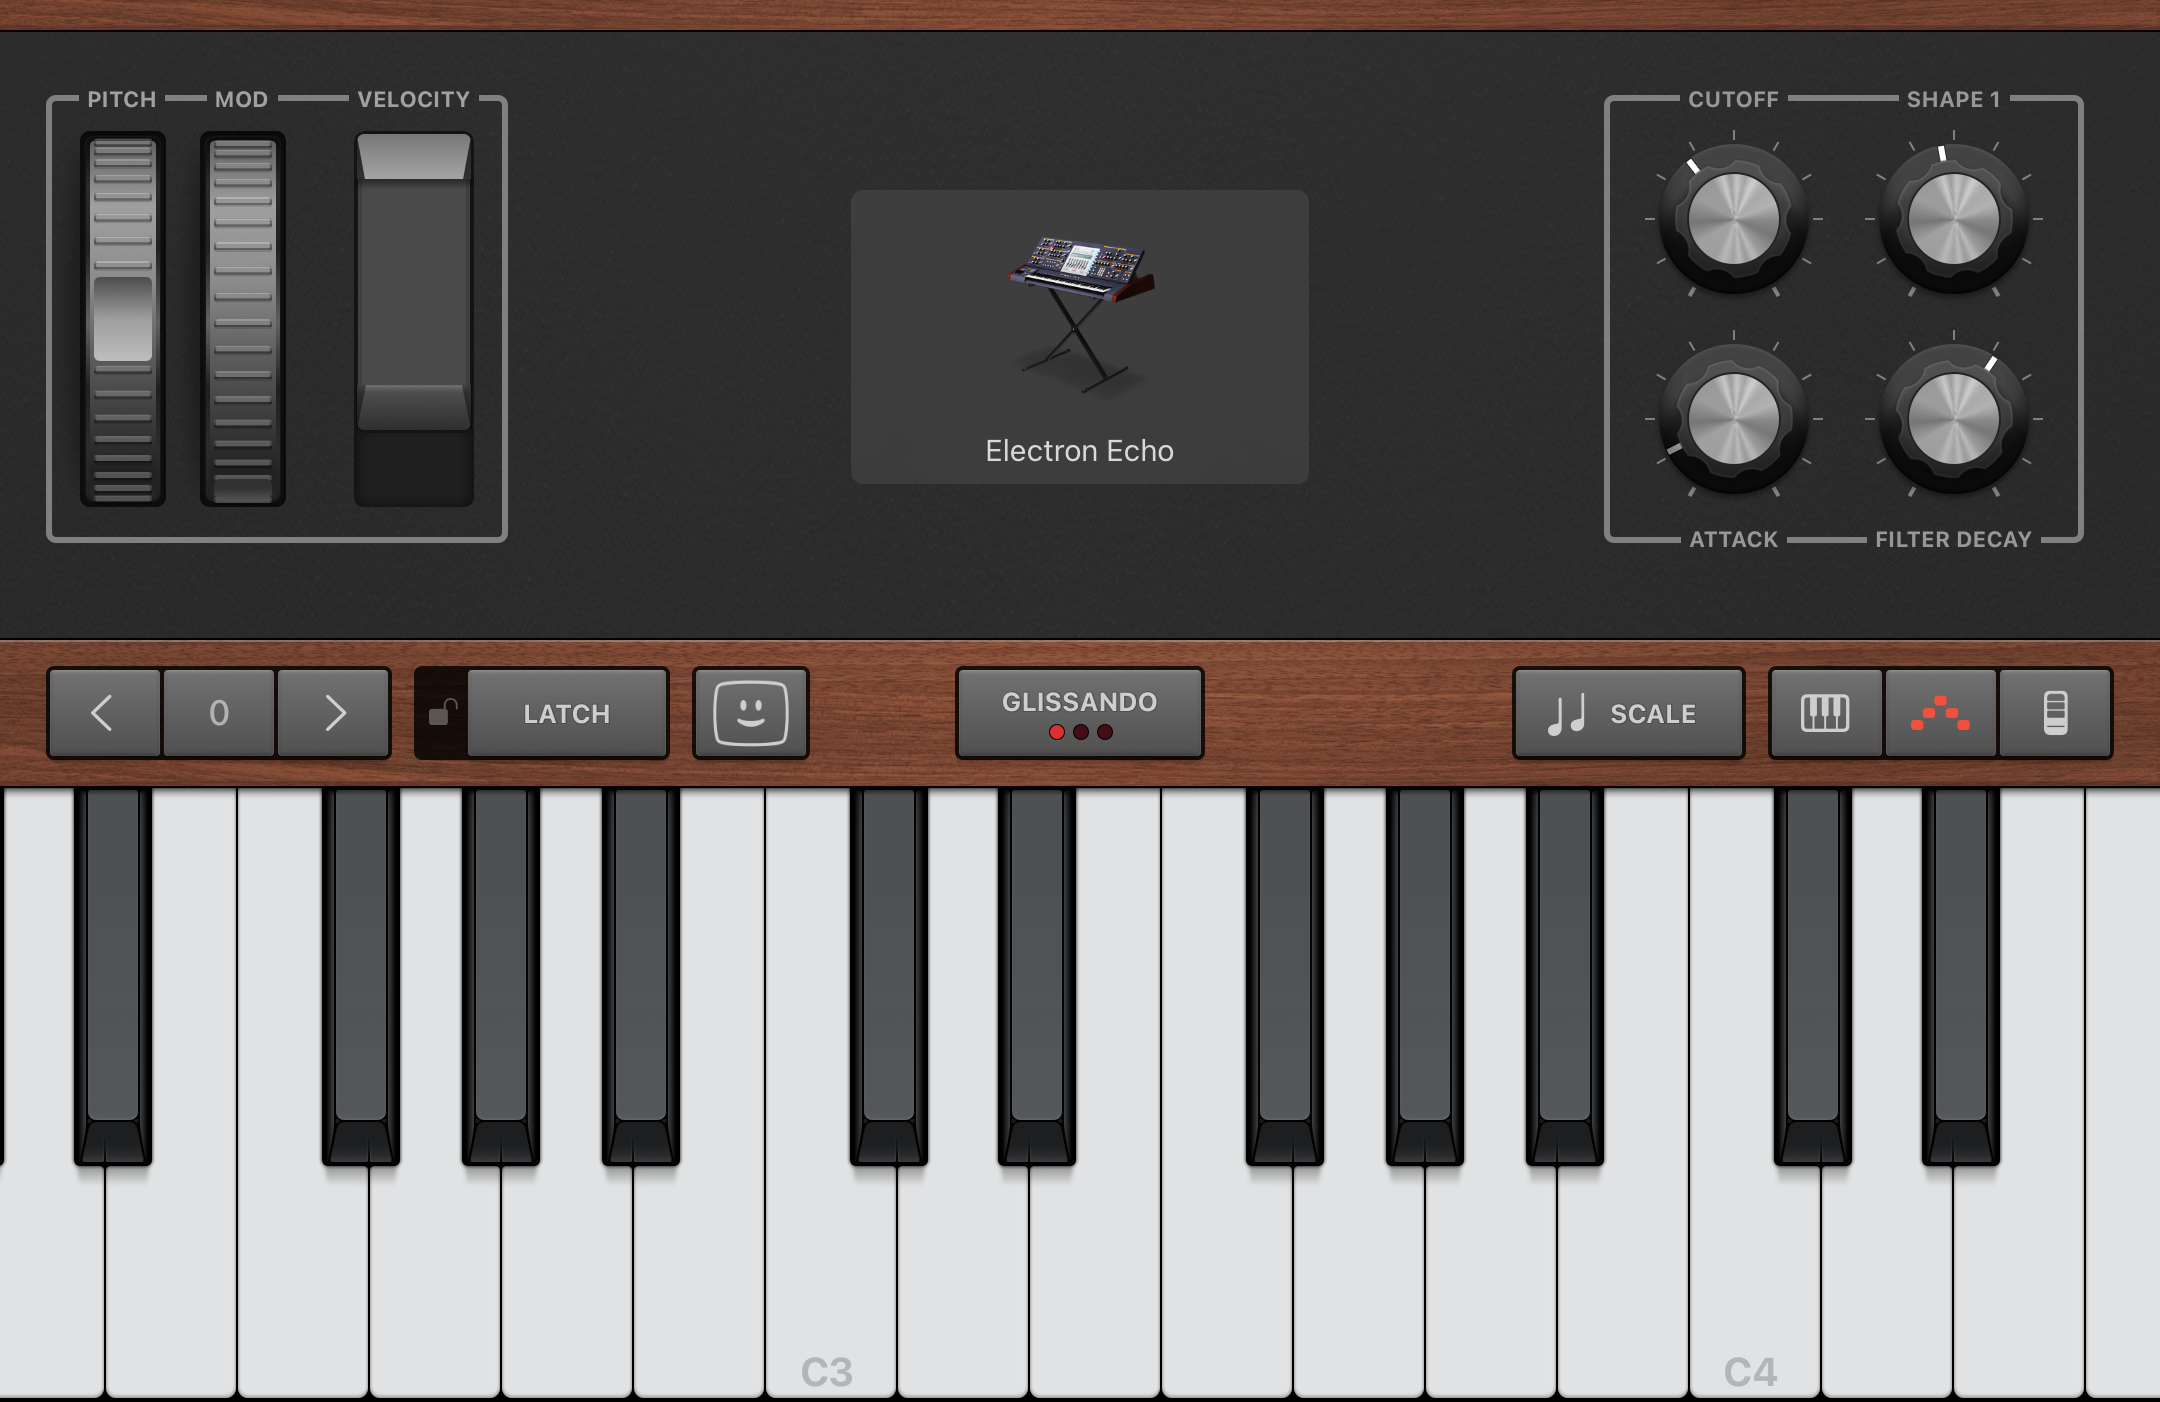 PITCH MOD VELOCITY
CUTOFF SHAPE 1
Electron Echo
ATTACK FILTER DECAY
0 LATCH GLISSANDO SCALE
C3 C4